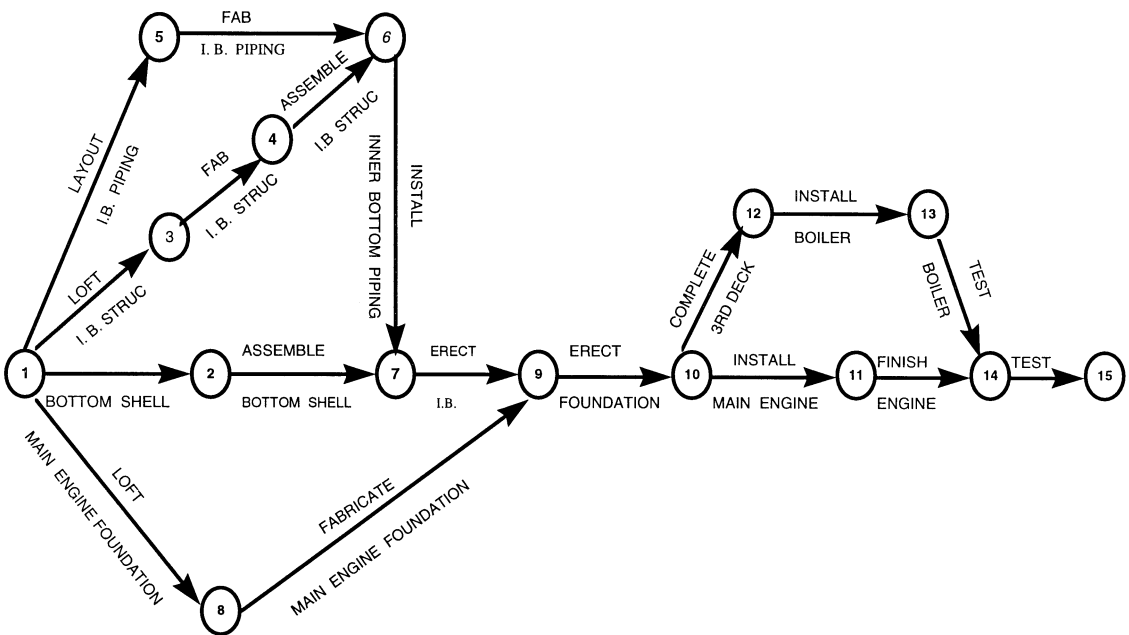 FAB
5
6
I. B. PIPING
ASSEMBLE
I.B STRUC
4
LAYOUT
I.B. PIPING
FAB
I. B. STRUC
INSTALL
INNER BOTTOM PIPING
3
LOFT
I. B. STRUC
12
INSTALL
BOILER
13
COMPLETE
3RD DECK
TEST
BOILER
1
BOTTOM SHELL
2
ASSEMBLE
BOTTOM SHELL
7
ERECT
I.B.
9
ERECT
FOUNDATION
10
INSTALL
MAIN ENGINE
11
FINISH
ENGINE
14
TEST
15
LOFT
MAIN ENGINE FOUNDATION
FABRICATE
MAIN ENGINE FOUNDATION
8